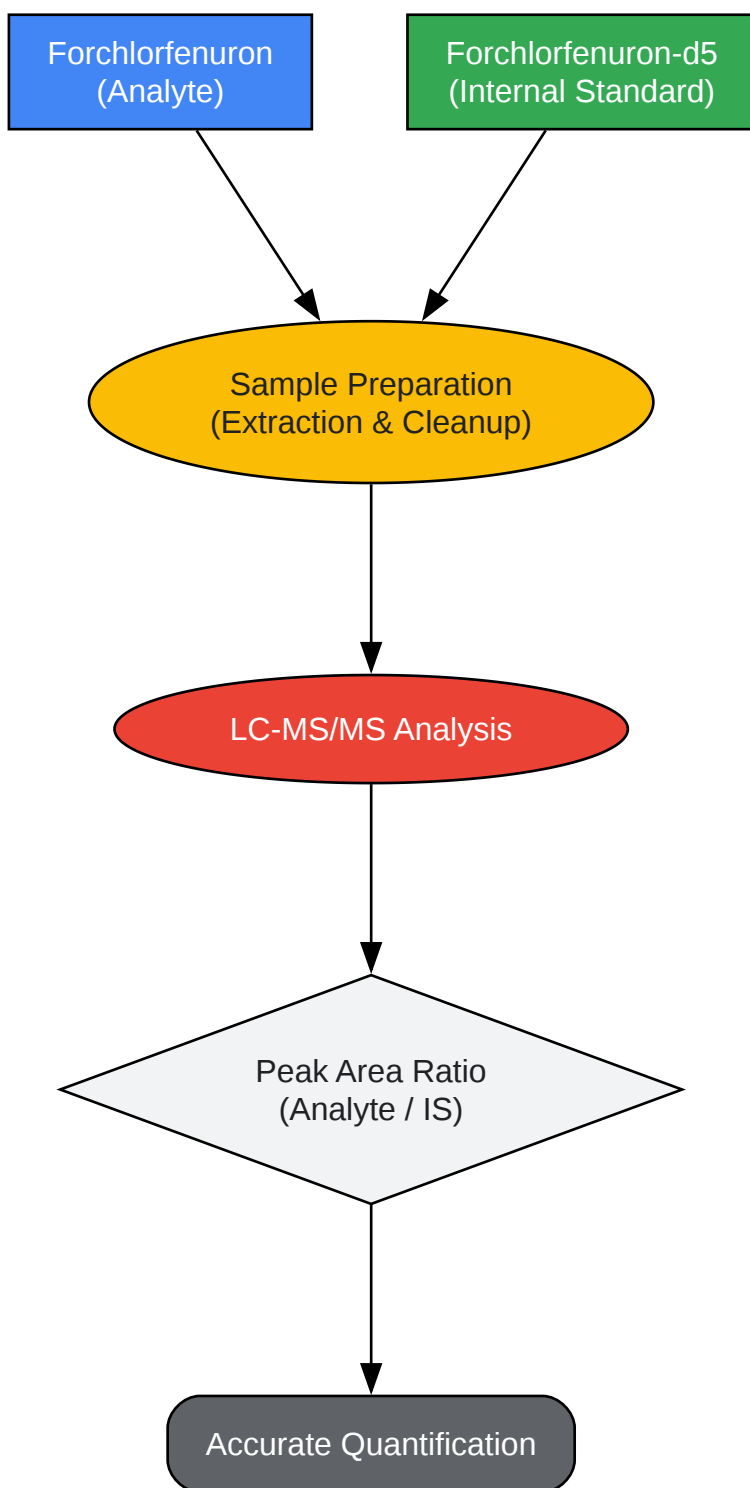 Forchlorfenuron
(Analyte)
Forchlorfenuron-d5
(Internal Standard)
Sample Preparation
(Extraction & Cleanup)
LC-MS/MS Analysis
Peak Area Ratio
(Analyte / IS)
Accurate Quantification